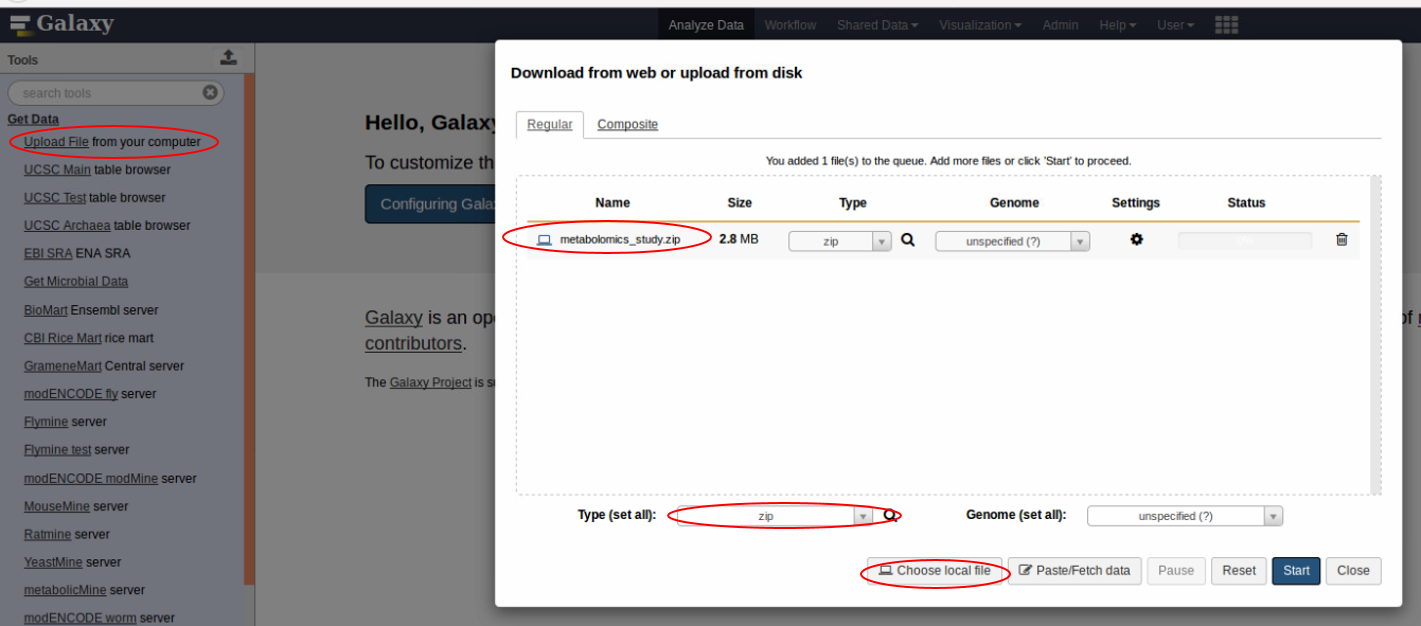 Galaxy
Analyze Data Workflow Shared Data Visualization Admin Help User
Tools
search tools
Get Data
Upload File from your computer
UCSC Main table browser
UCSC Test table browser
UCSC Archaea table browser
EBI SRA ENA SRA
Get Microbial Data
BioMart Ensembl server
CBI Rice Mart rice mart
GrameneMart Central server
modENCODE fly server
Flymine server
Flymine test server
modENCODE modMine server
MouseMine server
Ratmine server
YeastMine server
metabolicMine server
modENCODE worm server
Hello, Galaxy
To customize th
Configuring Gala
Galaxy is an op
of
contributors.
The Galaxy Project is s
Download from web or upload from disk
Regular Composite
You added 1 file(s) to the queue. Add more files or click 'Start' to proceed.
Name Size Type Genome Settings Status
metabolomics_study.zip 2.8 MB zip unspecified (?)
Type (set all): zip Genome (set all): unspecified (?)
Choose local file Paste/Fetch data Pause Reset Start Close